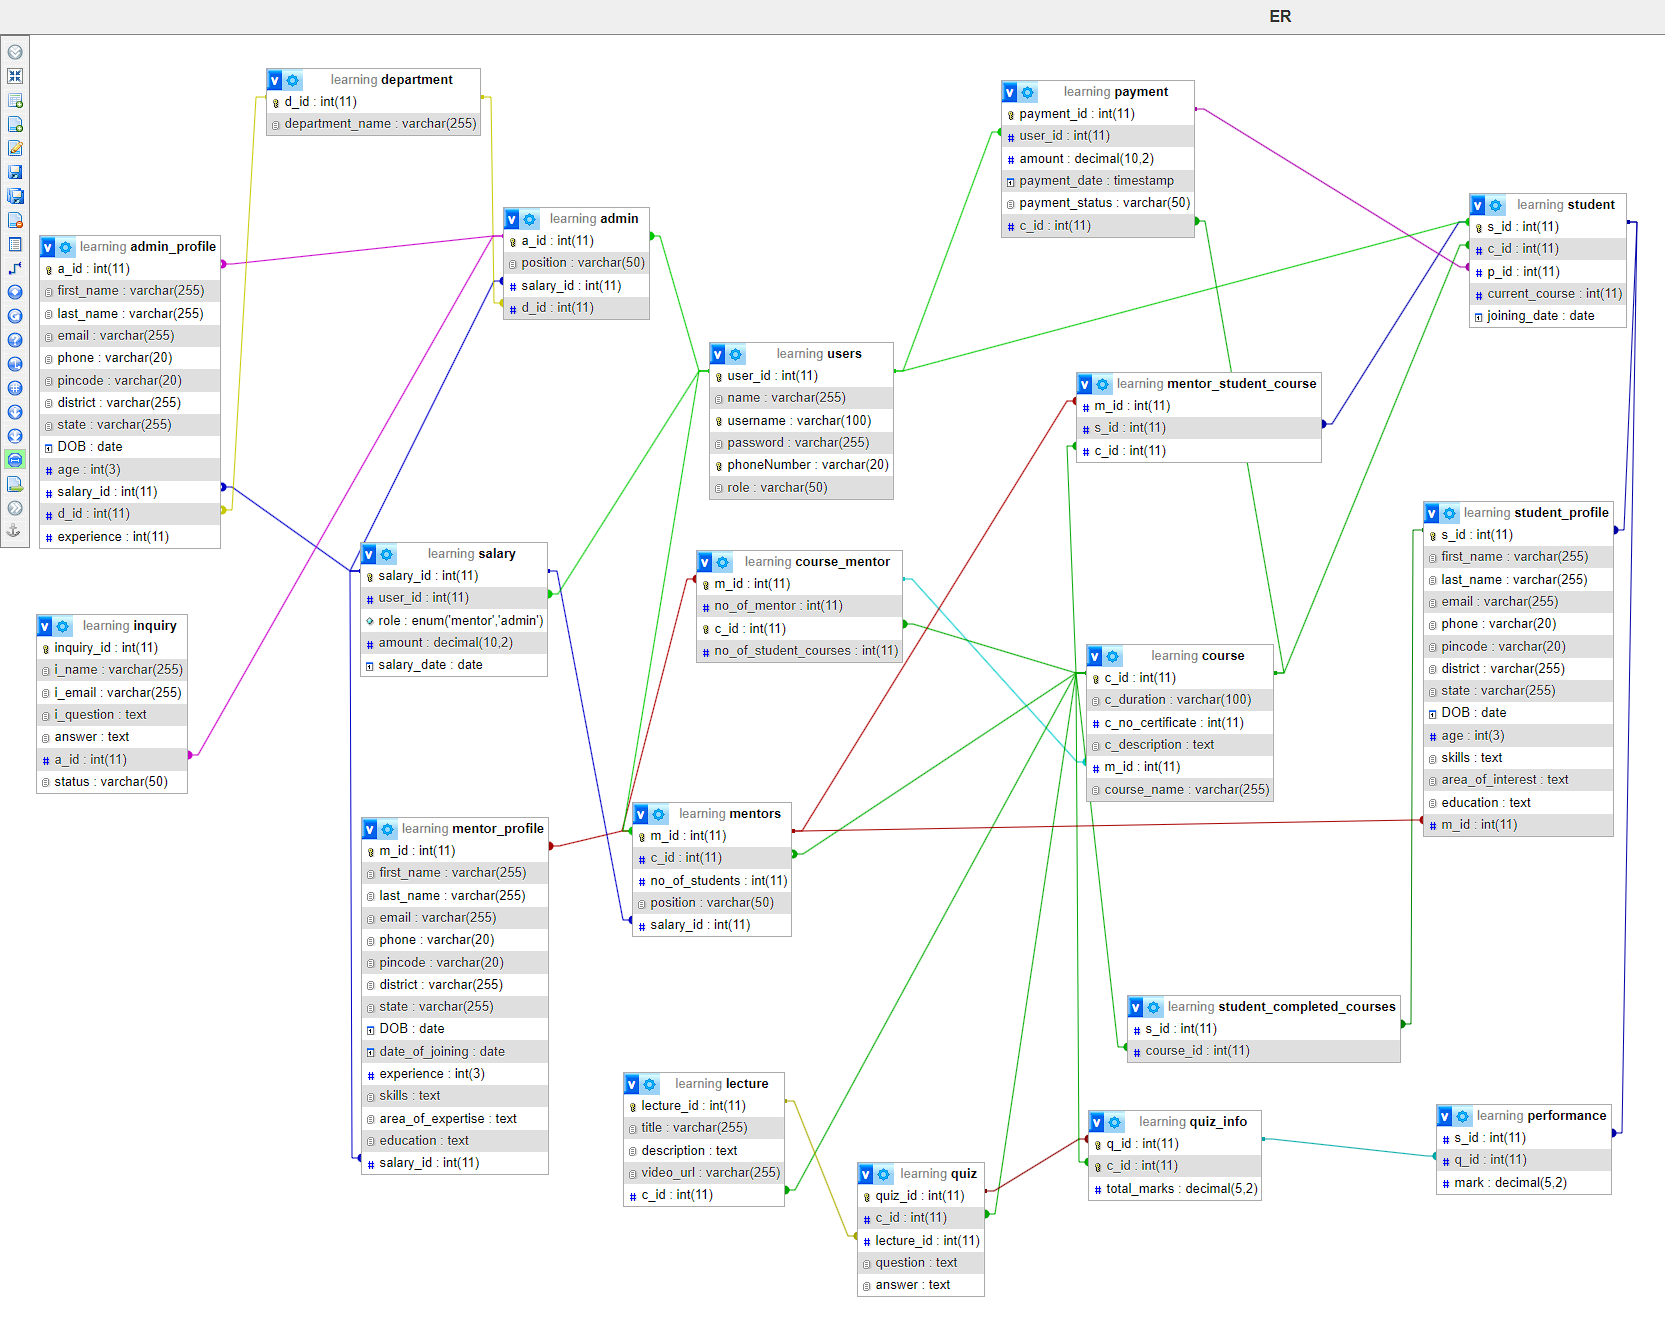 ER
learning department
d_id : int(11)
department_name : varchar(255)
learning payment
payment_id : int(11)
user_id : int(11)
amount : decimal(10,2)
payment_date : timestamp
payment_status : varchar(50)
c_id : int(11)
learning student
s_id : int(11)
c_id : int(11)
p_id : int(11)
current_course : int(11)
joining_date : date
learning admin
a_id : int(11)
position : varchar(50)
salary_id : int(11)
d_id : int(11)
learning admin_profile
a_id : int(11)
first_name : varchar(255)
last_name : varchar(255)
email : varchar(255)
phone : varchar(20)
pincode : varchar(20)
district : varchar(255)
state : varchar(255)
DOB : date
age : int(3)
salary_id : int(11)
d_id : int(11)
experience : int(11)
learning users
user_id : int(11)
name : varchar(255)
username : varchar(100)
password : varchar(255)
phoneNumber : varchar(20)
role : varchar(50)
learning mentor_student_course
m_id : int(11)
s_id : int(11)
c_id : int(11)
learning student_profile
s_id : int(11)
first_name : varchar(255)
last_name : varchar(255)
email : varchar(255)
phone : varchar(20)
pincode : varchar(20)
district : varchar(255)
state : varchar(255)
DOB : date
age : int(3)
skills : text
area_of_interest : text
education : text
m_id : int(11)
learning salary
salary_id : int(11)
user_id : int(11)
role : enum('mentor','admin')
amount : decimal(10,2)
salary_date : date
learning course_mentor
m_id : int(11)
no_of_mentor : int(11)
c_id : int(11)
no_of_student_courses : int(11)
learning inquiry
inquiry_id : int(11)
i_name : varchar(255)
i_email : varchar(255)
i_question : text
answer : text
a_id : int(11)
status : varchar(50)
learning course
c_id : int(11)
c_duration : varchar(100)
c_no_certificate : int(11)
c_description : text
m_id : int(11)
course_name : varchar(255)
learning mentors
m_id : int(11)
c_id : int(11)
no_of_students : int(11)
position : varchar(50)
salary_id : int(11)
learning mentor_profile
m_id : int(11)
first_name : varchar(255)
last_name : varchar(255)
email : varchar(255)
phone : varchar(20)
pincode : varchar(20)
district : varchar(255)
state : varchar(255)
DOB : date
date_of_joining : date
experience : int(3)
skills : text
area_of_expertise : text
education : text
salary_id : int(11)
learning student_completed_courses
s_id : int(11)
course_id : int(11)
learning lecture
lecture_id : int(11)
title : varchar(255)
description : text
video_url : varchar(255)
c_id : int(11)
learning quiz_info
q_id : int(11)
c_id : int(11)
total_marks : decimal(5,2)
learning performance
s_id : int(11)
q_id : int(11)
mark : decimal(5,2)
learning quiz
quiz_id : int(11)
c_id : int(11)
lecture_id : int(11)
question : text
answer : text